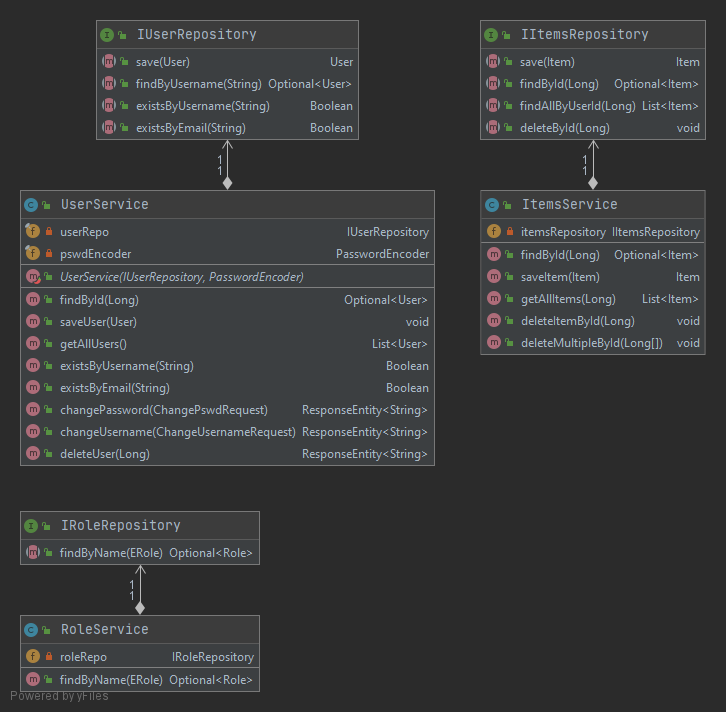 IUserRepository
save(User) User
findByUsername(String) Optional<User>
existsByUsername(String) Boolean
existsByEmail(String) Boolean
IItemsRepository
save(Item) Item
findById(Long) Optional<Item>
findAllByUserId(Long) List<Item>
deleteById(Long) void
1
1
1
1
UserService
userRepo IUserRepository
pswdEncoder PasswordEncoder
UserService(IUserRepository, PasswordEncoder)
findById(Long) Optional<User>
saveUser(User) void
getAllUsers() List<User>
existsByUsername(String) Boolean
existsByEmail(String) Boolean
changePassword(ChangePswdRequest) ResponseEntity<String>
changeUsername(ChangeUsernameRequest) ResponseEntity<String>
deleteUser(Long) ResponseEntity<String>
ItemsService
itemsRepository IItemsRepository
findById(Long) Optional<Item>
saveItem(Item) Item
getAllItems(Long) List<Item>
deleteItemById(Long) void
deleteMultipleById(Long[]) void
IRoleRepository
findByName(ERole) Optional<Role>
1
1
RoleService
roleRepo IRoleRepository
findByName(ERole) Optional<Role>
Powered by yFiles